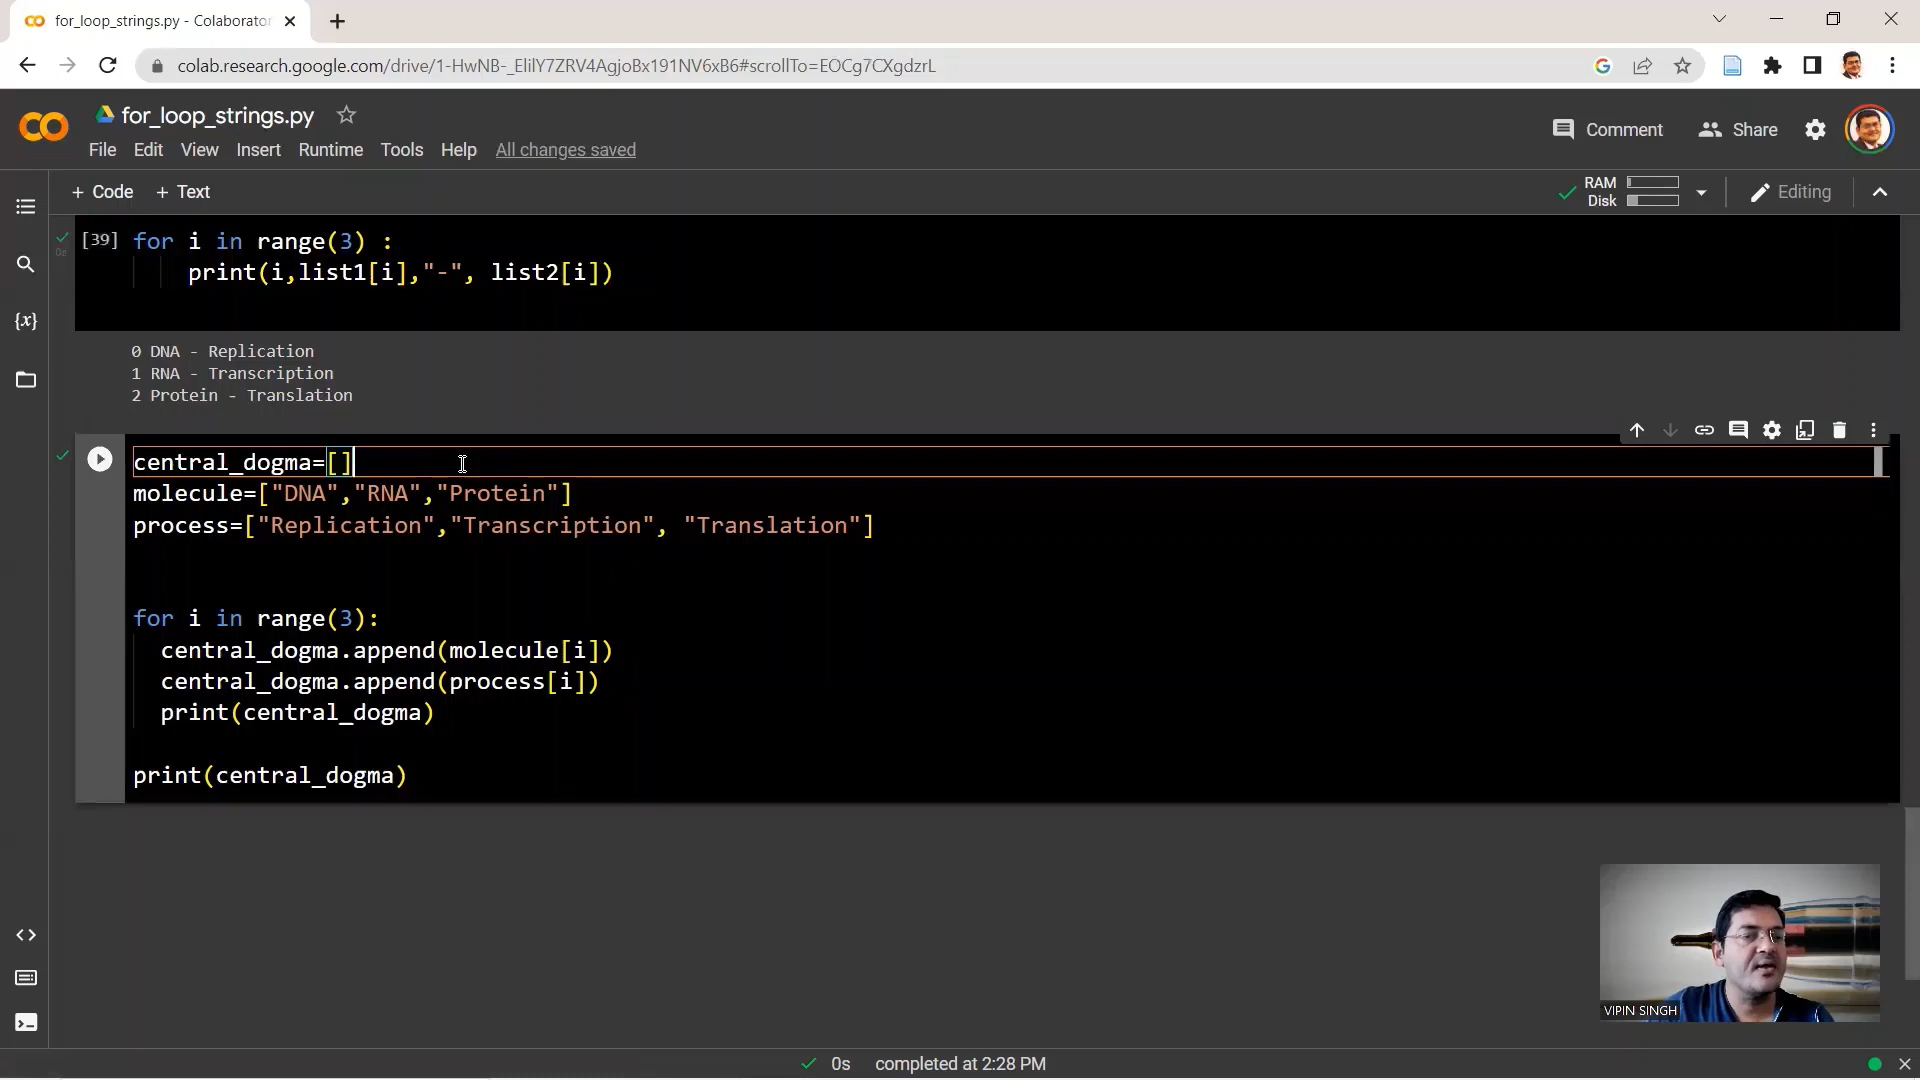 for_loop_strings.py - Colaborator
colab.research.google.com/drive/1-HwNB-_ElilY7ZRV4AgjoBx191NV6xB6#scrollTo=EOCg7CXgdzrL
for_loop_strings.py
Comment
Share
File Edit View Insert Runtime Tools Help All changes saved
+ Code + Text
RAM
Disk
Editing
[39] for i in range(3) :
0s
print(i,list1[i],"-", list2[i])
{x}
0 DNA - Replication
1 RNA - Transcription
2 Protein - Translation
central_dogma=[]
molecule=["DNA","RNA","Protein"]
process=["Replication","Transcription", "Translation"]
for i in range(3):
central_dogma.append(molecule[i])
central_dogma.append(process[i])
print(central_dogma)
print(central_dogma)
VIPIN SINGH
0s completed at 2:28 PM